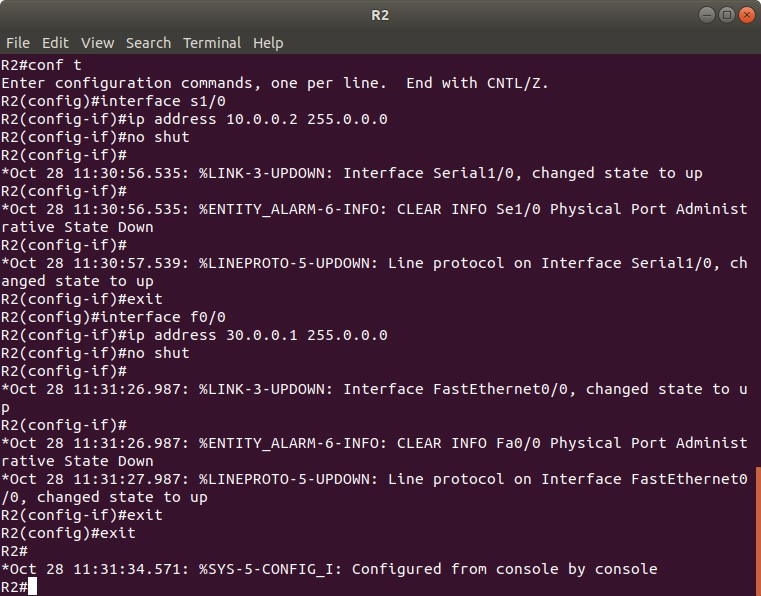 R2
File Edit View Search Terminal Help
R2#conf t
Enter configuration commands, one per line.  End with CNTL/Z.
R2(config)#interface s1/0
R2(config-if)#ip address 10.0.0.2 255.0.0.0
R2(config-if)#no shut
R2(config-if)#
*Oct 28 11:30:56.535: %LINK-3-UPDOWN: Interface Serial1/0, changed state to up
R2(config-if)#
*Oct 28 11:30:56.535: %ENTITY_ALARM-6-INFO: CLEAR INFO Se1/0 Physical Port Administ
rative State Down
R2(config-if)#
*Oct 28 11:30:57.539: %LINEPROTO-5-UPDOWN: Line protocol on Interface Serial1/0, ch
anged state to up
R2(config-if)#exit
R2(config)#interface f0/0
R2(config-if)#ip address 30.0.0.1 255.0.0.0
R2(config-if)#no shut
R2(config-if)#
*Oct 28 11:31:26.987: %LINK-3-UPDOWN: Interface FastEthernet0/0, changed state to u
p
R2(config-if)#
*Oct 28 11:31:26.987: %ENTITY_ALARM-6-INFO: CLEAR INFO Fa0/0 Physical Port Administ
rative State Down
*Oct 28 11:31:27.987: %LINEPROTO-5-UPDOWN: Line protocol on Interface FastEthernet0
/0, changed state to up
R2(config-if)#exit
R2(config)#exit
R2#
*Oct 28 11:31:34.571: %SYS-5-CONFIG_I: Configured from console by console
R2#